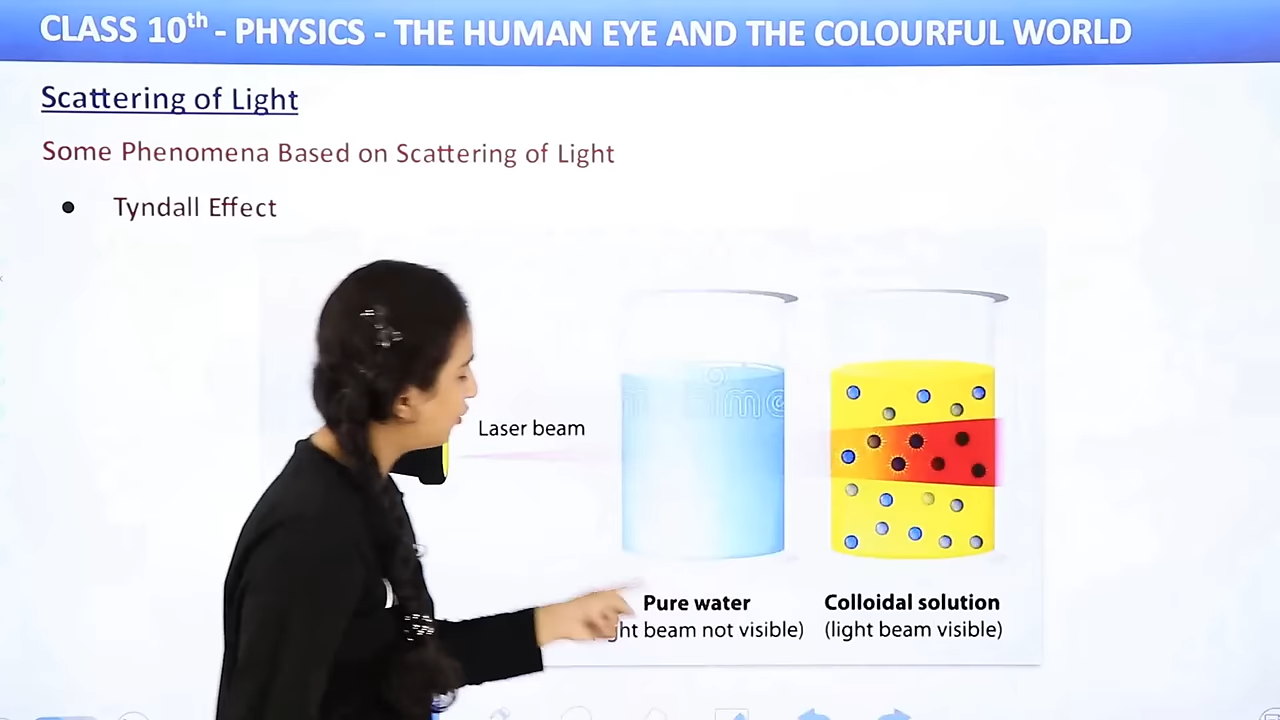 CLASS 10th - PHYSICS - THE HUMAN EYE AND THE COLOURFUL WORLD
Scattering of Light
Some Phenomena Based on Scattering of Light
• Tyndall Effect
Laser beam
Pure water
beam not visible)
Colloidal solution
(light beam visible)